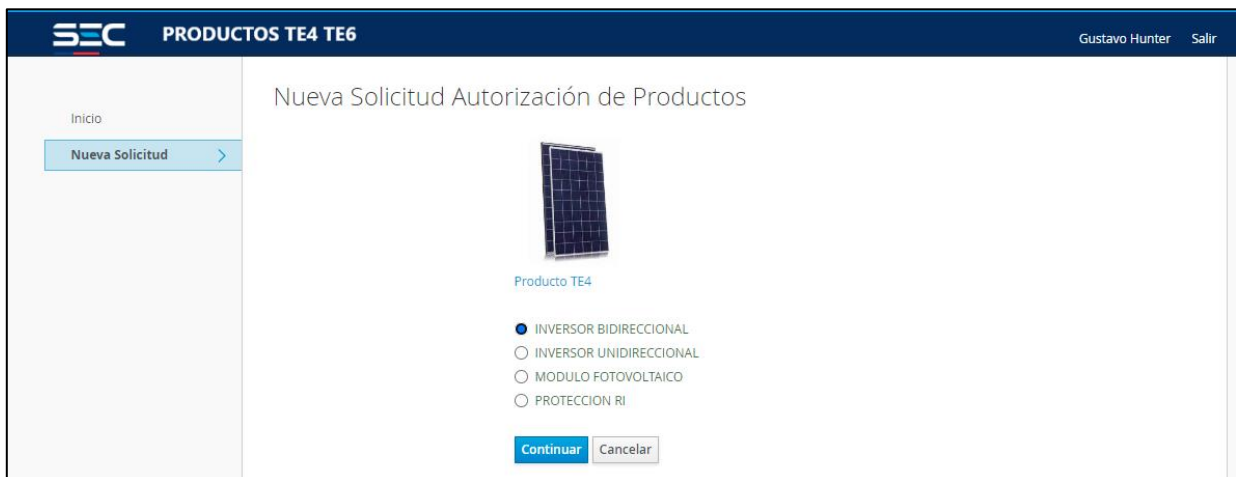 SEC PRODUCTOS TE4 TE6 Gustavo Hunter Salir
Inicio
Nueva Solicitud
Nueva Solicitud Autorización de Productos
Producto TE4
INVERSOR BIDIRECCIONAL
INVERSOR UNIDIRECCIONAL
MODULO FOTOVOLTAICO
PROTECCION RI
Continuar Cancelar